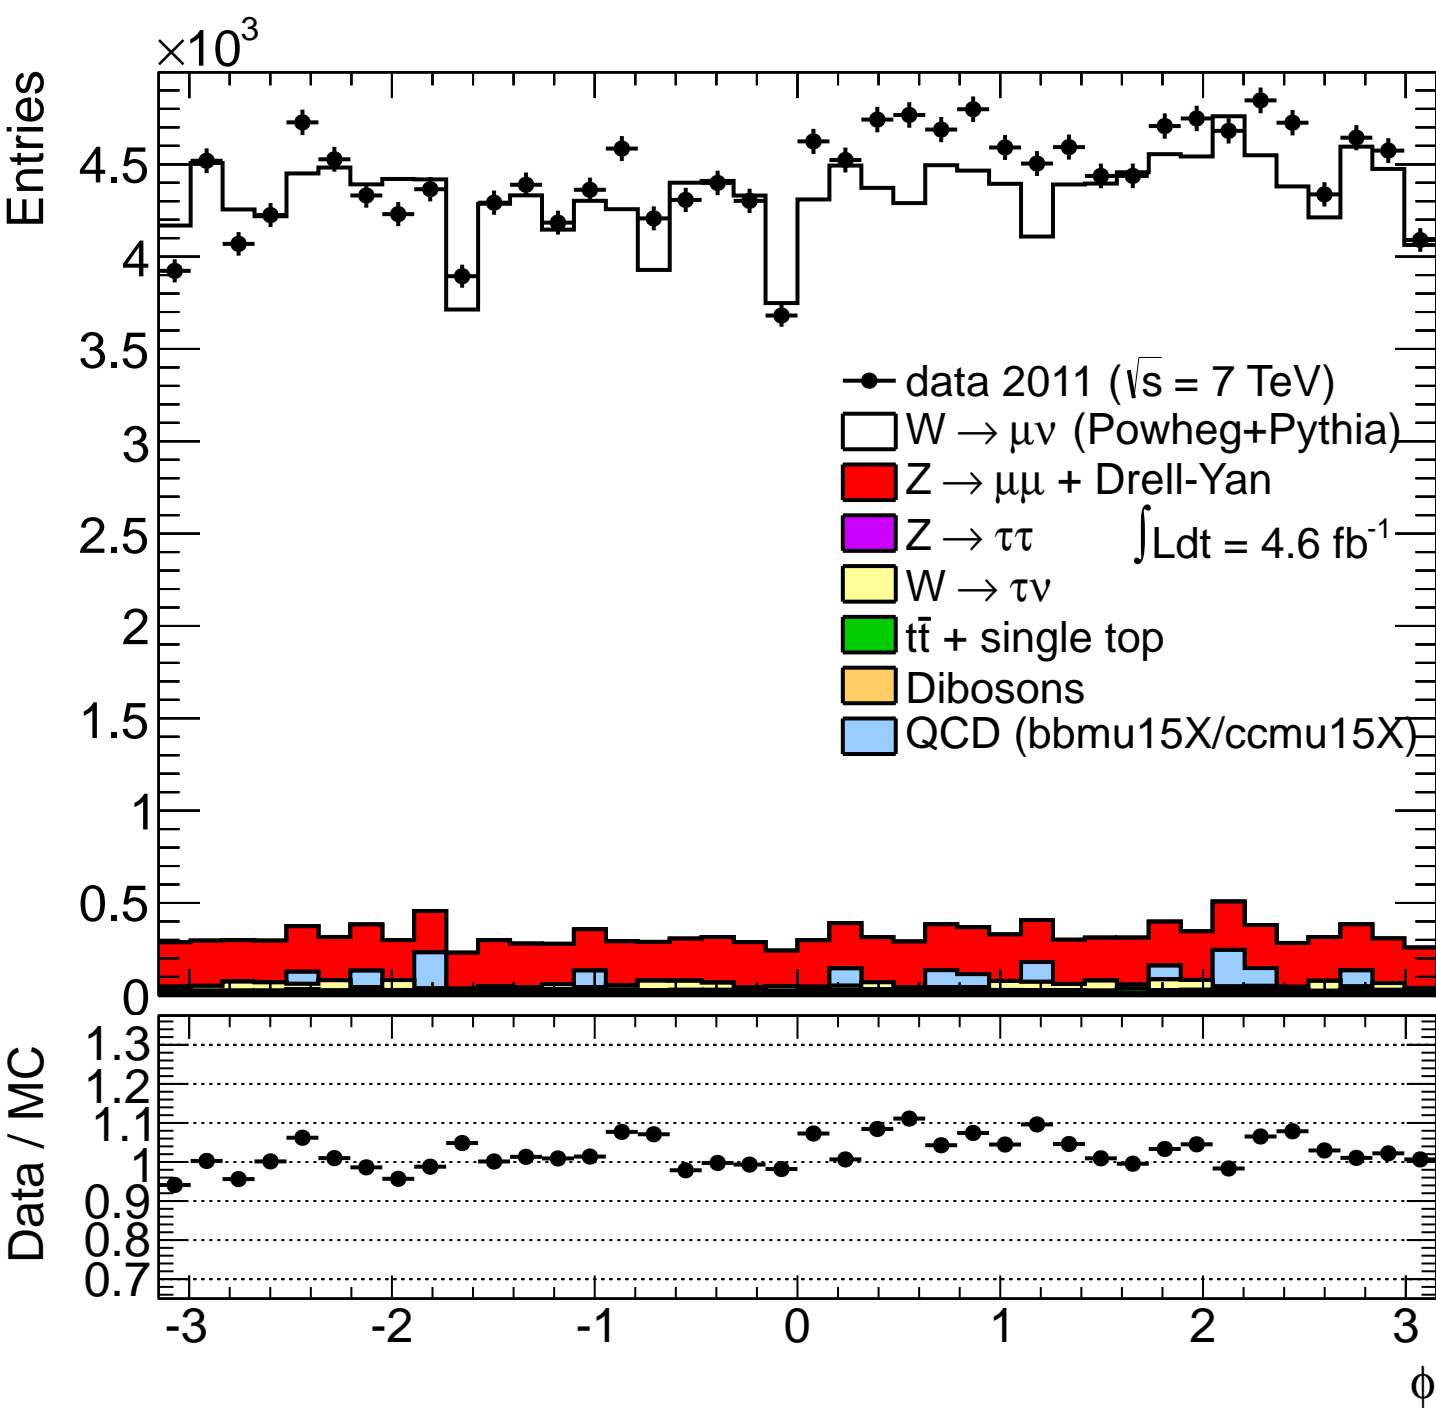 ×10³
Entries
4.5
4
3.5
3
2.5
2
1.5
1
0.5
0
data 2011 (√s = 7 TeV)
W → μν (Powheg+Pythia)
Z → μμ + Drell-Yan
Z → ττ
∫Ldt = 4.6 fb⁻¹
W → τν
tt̄ + single top
Dibosons
QCD (bbmu15X/ccmu15X)
Data / MC
1.3
1.2
1.1
1
0.9
0.8
0.7
-3 -2 -1 0 1 2 3
ϕ